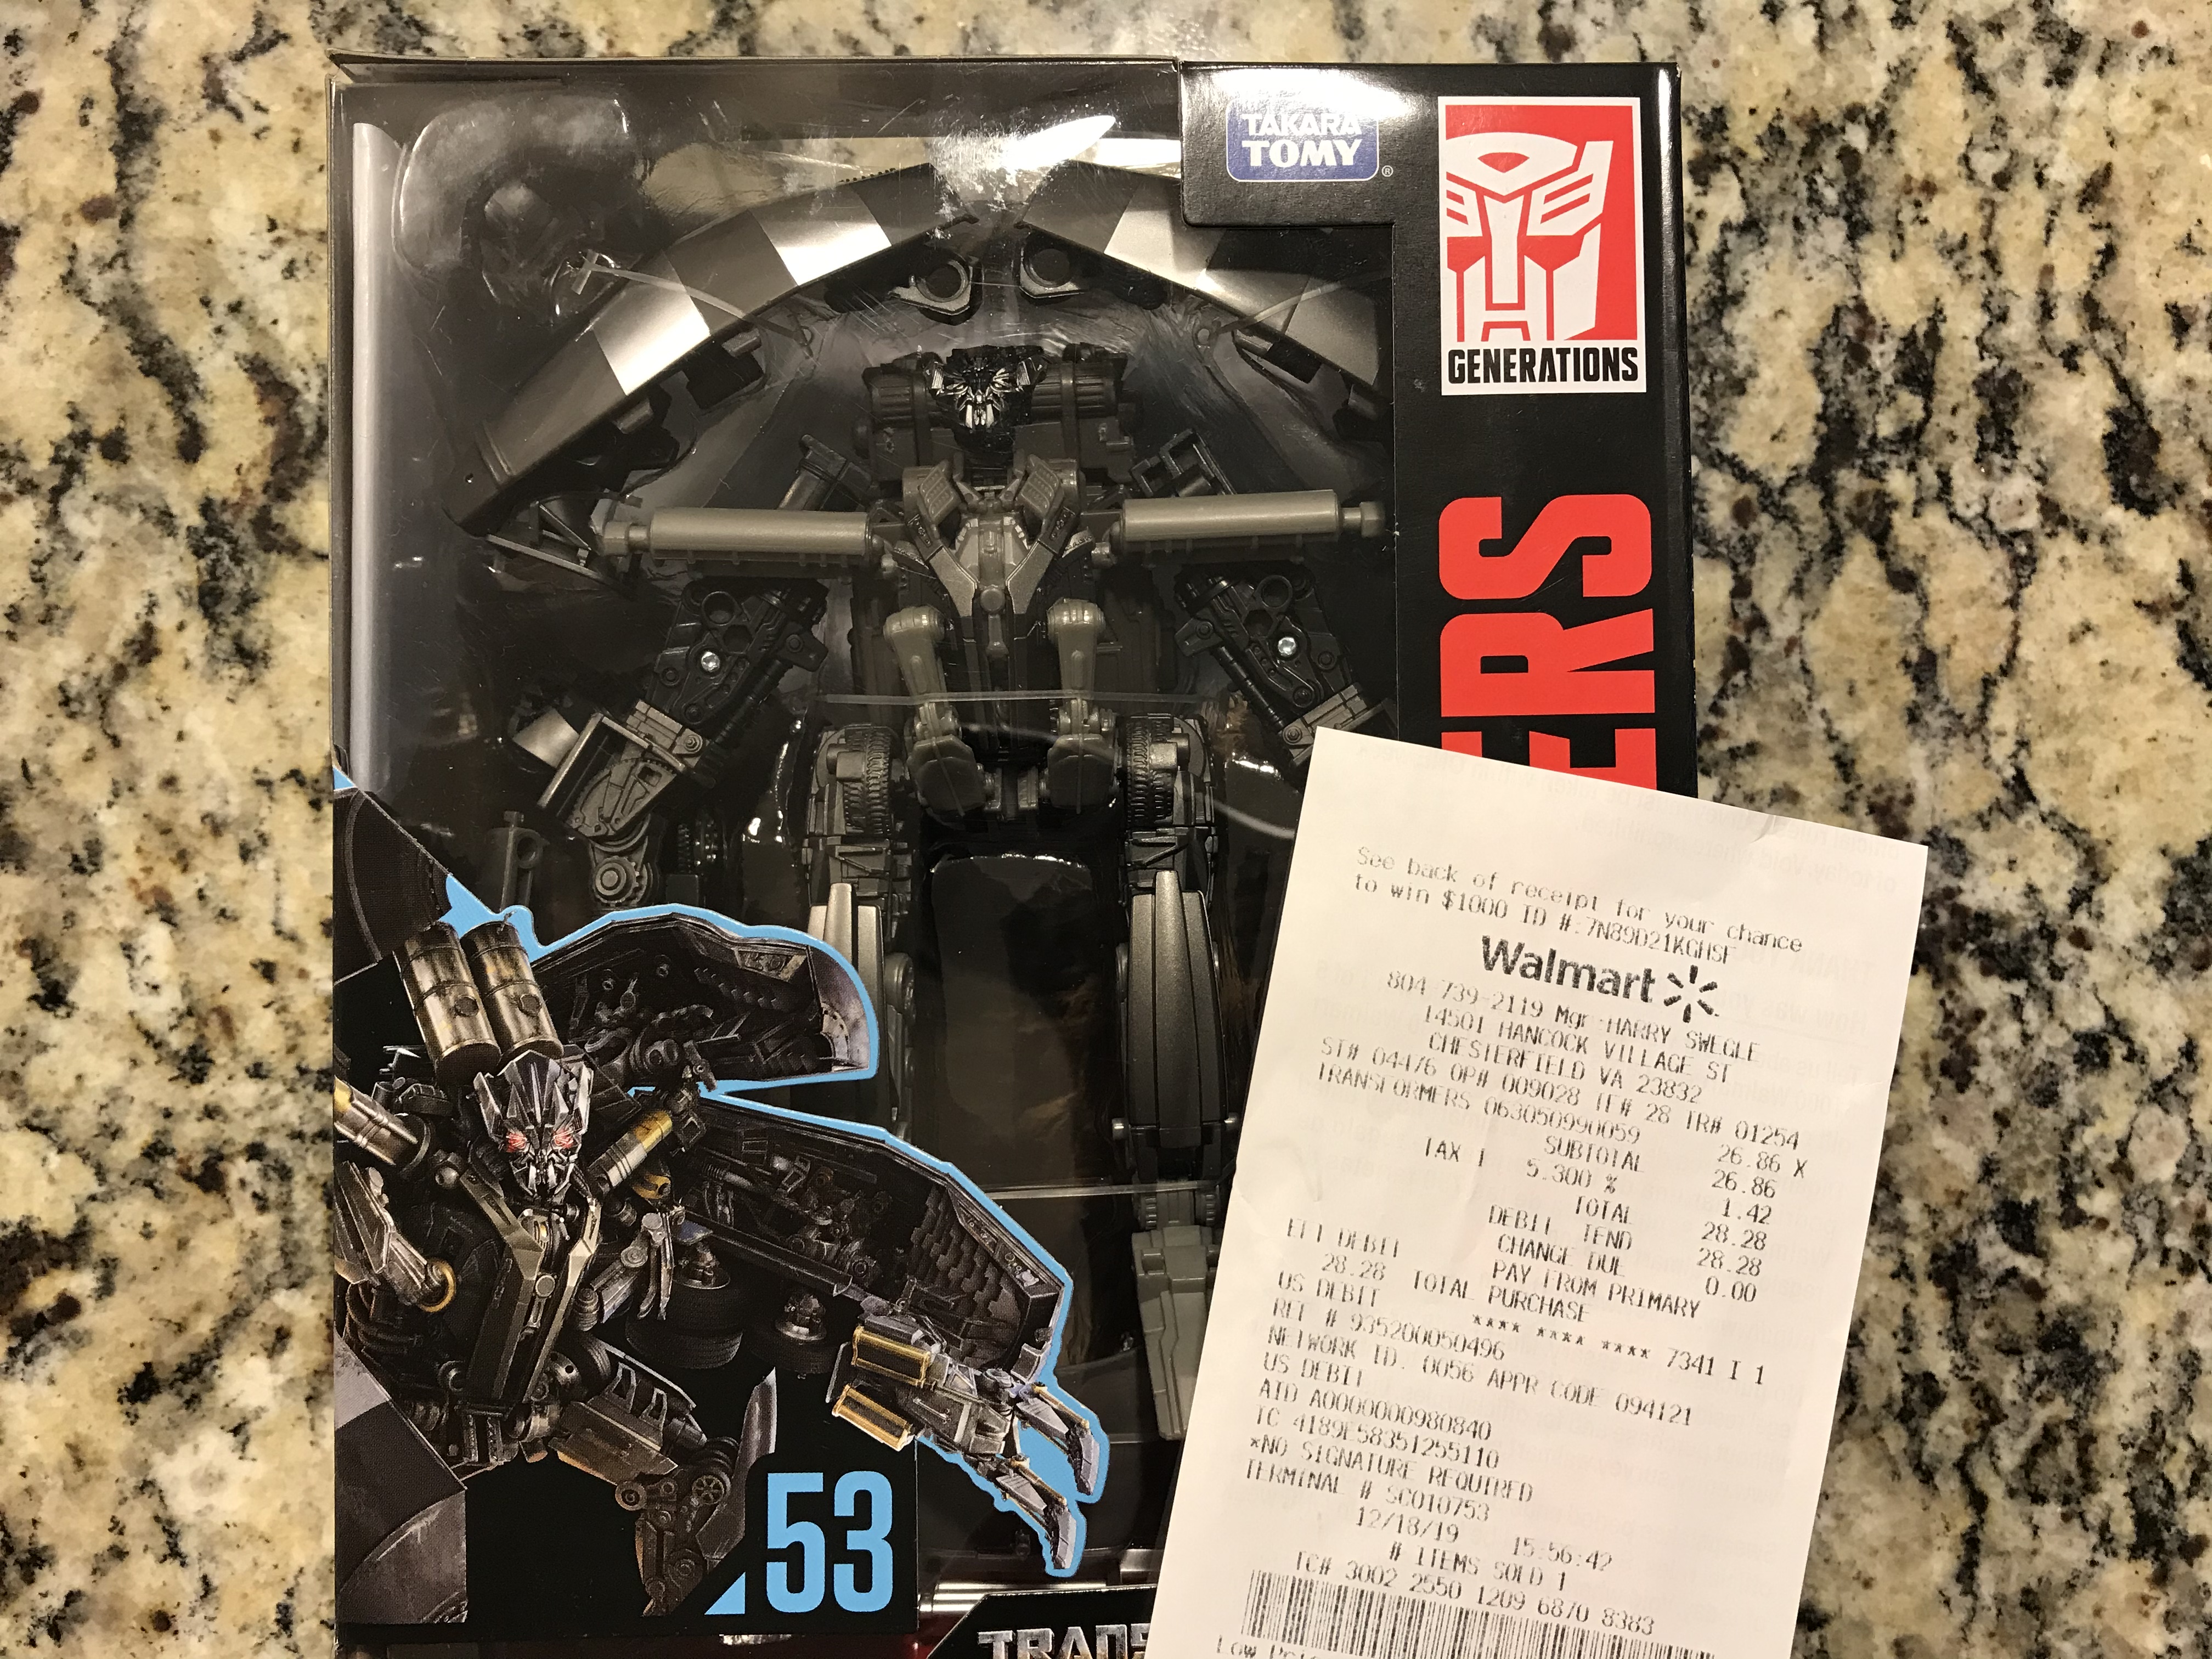 TAKARA
TOMY
®
GENERATIONS
ERS
53
TRANS
See back of receipt for your chance
to win $1000 ID #:7N89D21KGHSF
Walmart
804-739-2119 Mgr:HARRY SWEGLE
14501 HANCOCK VILLAGE ST
CHESTERFIELD VA 23832
ST# 04476 OP# 009028 TE# 28 TR# 01254
TRANSFORMERS 063050990059 26.86 X
SUBTOTAL 26.86
TAX 1 5.300 % 1.42
TOTAL 28.28
DEBIT TEND 28.28
CHANGE DUE 0.00
EFT DEBIT PAY FROM PRIMARY
28.28 TOTAL PURCHASE
US DEBIT **** **** **** 7341 I 1
REF # 935200050496
NETWORK ID. 0056 APPR CODE 094121
US DEBIT
AID A0000000980840
TC 4189E58351255110
*NO SIGNATURE REQUIRED
TERMINAL # SC010753
12/18/19 15:56:42
# ITEMS SOLD 1
TC# 3002 2550 1209 6870 8383
Low